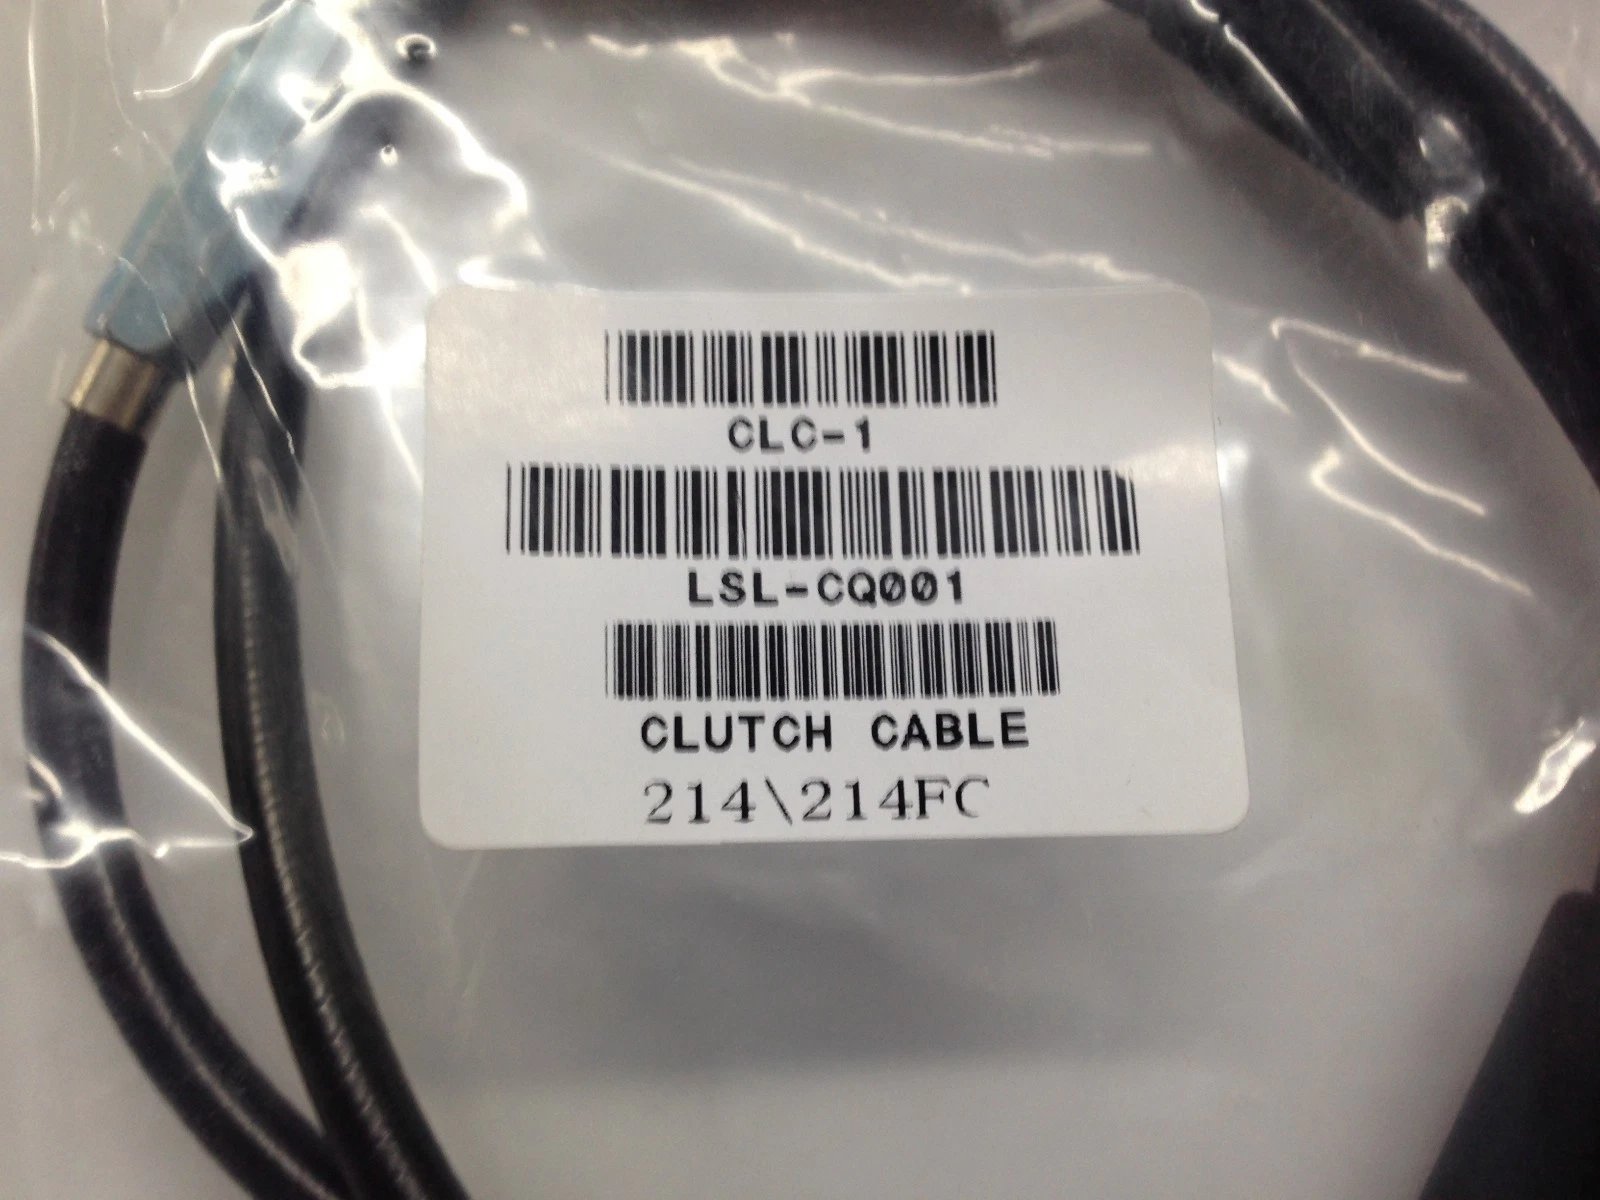 CLC-1
LSL-CQ001
CLUTCH CABLE
214\214FC